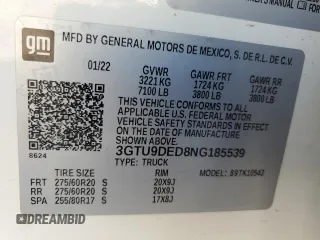 MANUAL FOR
gm
MFD BY GENERAL MOTORS DE MEXICO, S. DE R.L. DE C.V.
01/22 GVWR GAWR FRT GAWR RR
3221 KG 1724 KG 1724 KG
7100 LB 3800 LB 3800 LB
THIS VEHICLE CONFORMS TO ALL APPLICABLE
U.S. FEDERAL MOTOR VEHICLE SAFETY
STANDARDS IN EFFECT ON THE DATE OF
MANUFACTURE SHOWN ABOVE.
8624 3GTU9DED8NG185539
TYPE: TRUCK
TIRE SIZE RIM
FRT 275/60R20 S 20X9J
RR 275/60R20 S 20X9J
SPA 255/80R17 S 17X8J